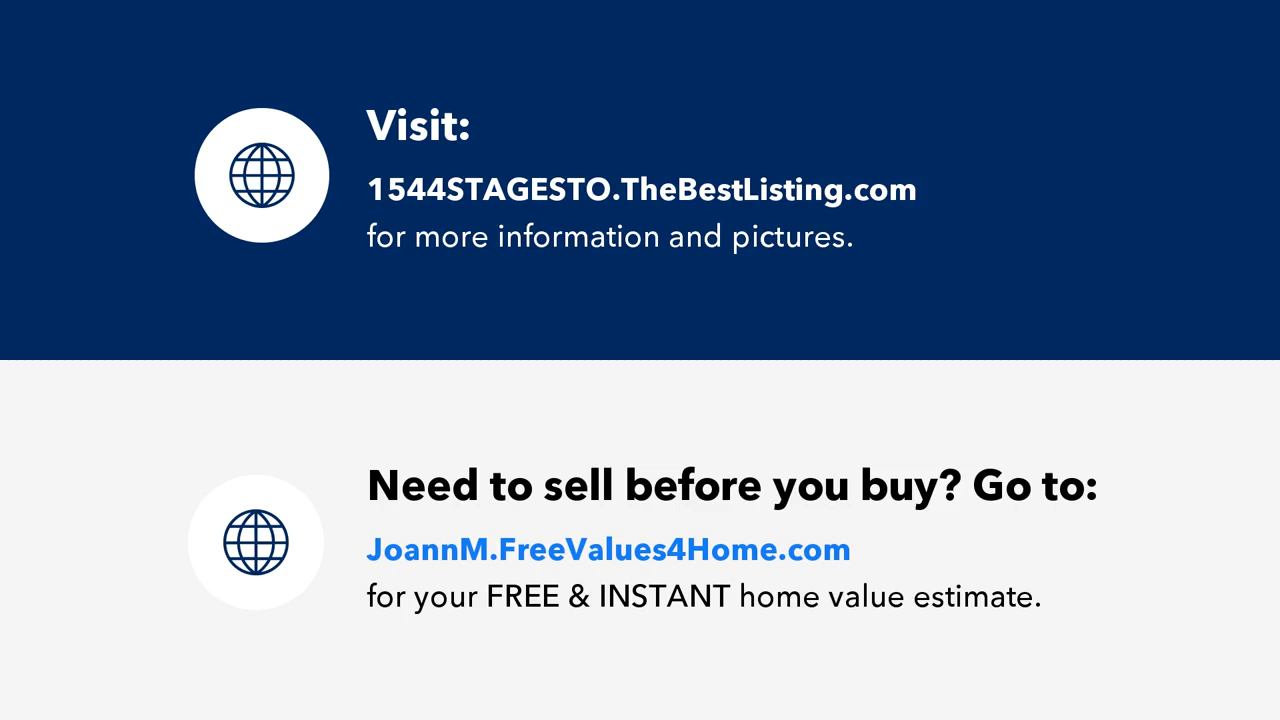 Visit:
1544STAGESTO.TheBestListing.com
for more information and pictures.
Need to sell before you buy? Go to:
JoannM.FreeValues4Home.com
for your FREE & INSTANT home value estimate.